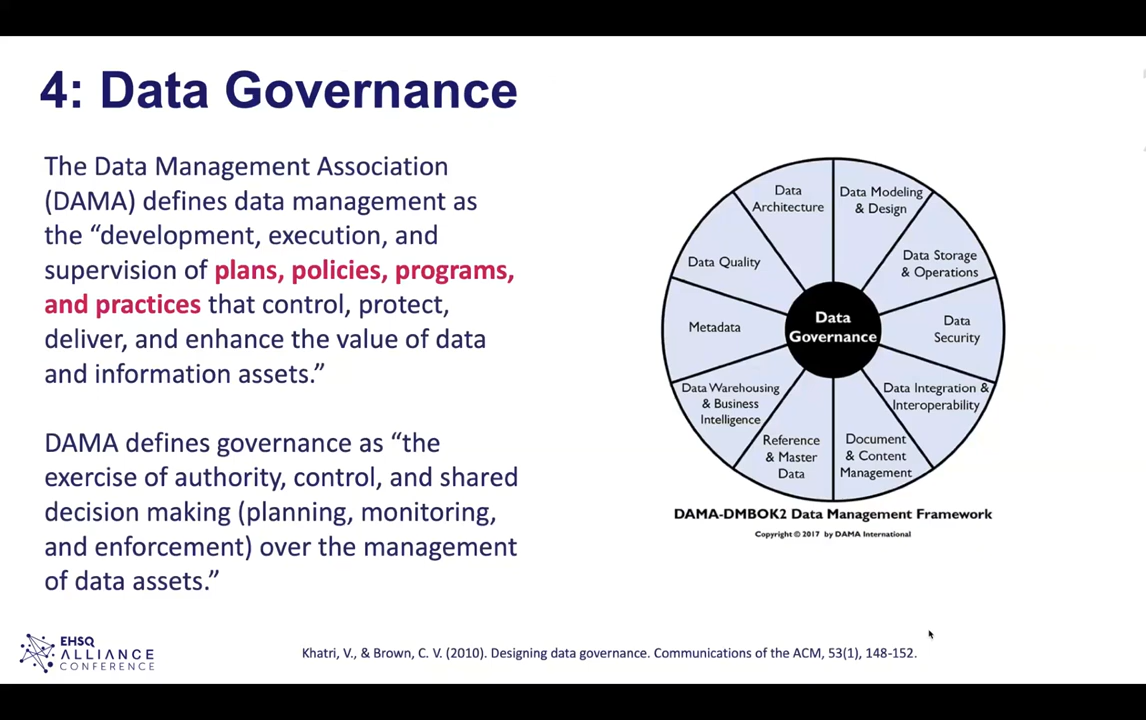 4: Data Governance
The Data Management Association
(DAMA) defines data management as
the “development, execution, and
supervision of plans, policies, programs,
and practices that control, protect,
deliver, and enhance the value of data
and information assets.”
DAMA defines governance as “the
exercise of authority, control, and shared
decision making (planning, monitoring,
and enforcement) over the management
of data assets.”
Data
Architecture
Data Modeling
& Design
Data Storage
& Operations
Data
Security
Data Integration &
Interoperability
Document
& Content
Management
Reference
& Master
Data
Data Warehousing
& Business
Intelligence
Metadata
Data Quality
Data
Governance
DAMA-DMBOK2 Data Management Framework
Copyright © 2017 by DAMA International
EHSQ
ALLIANCE
CONFERENCE
Khatri, V., & Brown, C. V. (2010). Designing data governance. Communications of the ACM, 53(1), 148-152.